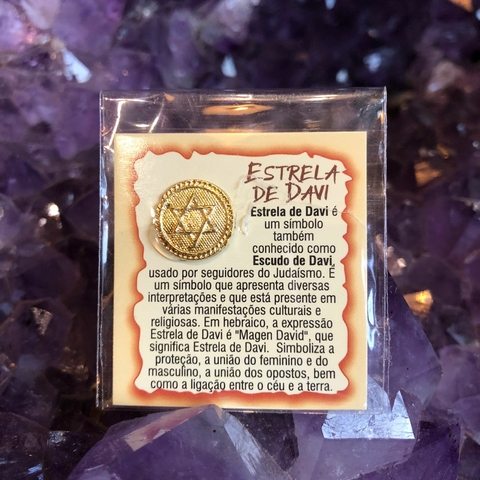 ESTRELA
DE DAVI
Estrela de Davi é
um símbolo
também
conhecido como
Escudo de Davi,
usado por seguidores do Judaísmo. É
um símbolo que apresenta diversas
interpretações e que está presente em
várias manifestações culturais e
religiosas. Em hebraico, a expressão
Estrela de Davi é "Magen David", que
significa Estrela de Davi. Simboliza a
proteção, a união do feminino e do
masculino, a união dos opostos, bem
como a ligação entre o céu e a terra.